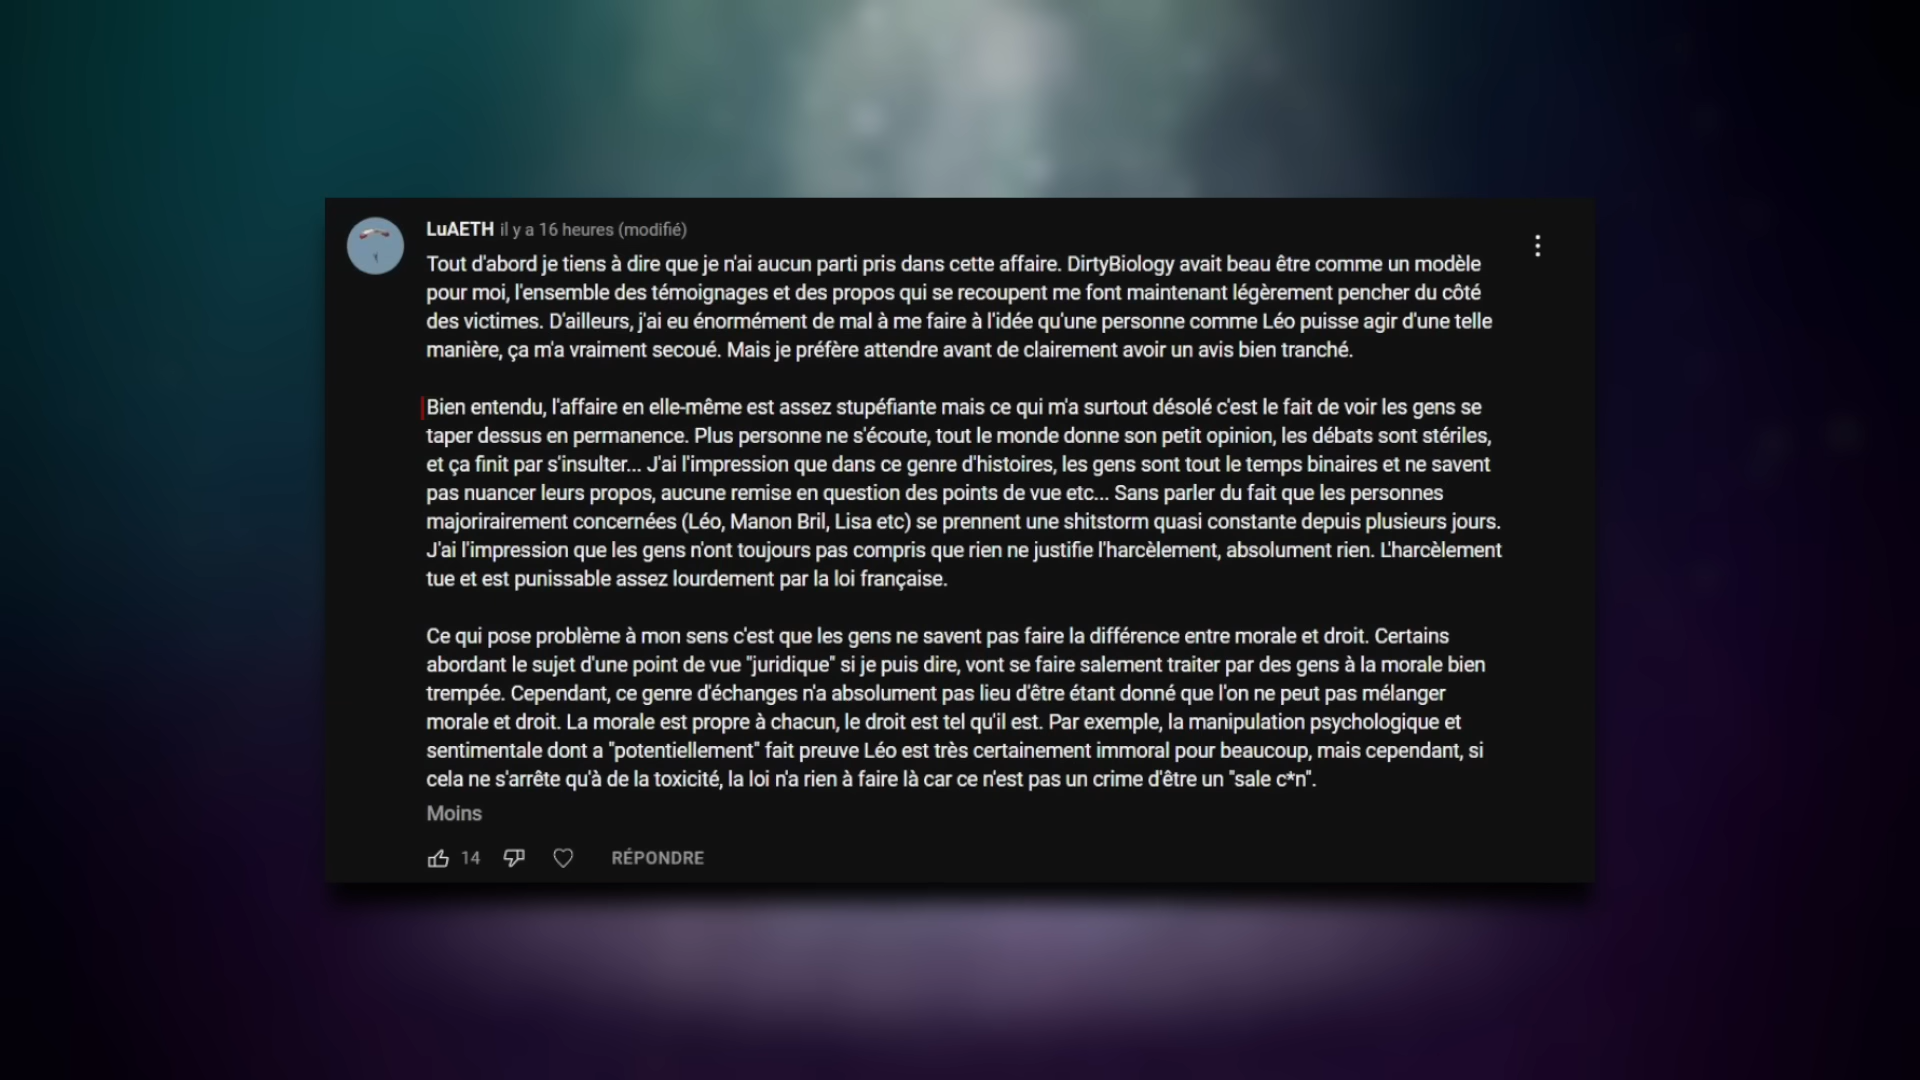 LuAETH il y a 16 heures (modifié)
Tout d'abord je tiens à dire que je n'ai aucun parti pris dans cette affaire. DirtyBiology avait beau être comme un modèle
pour moi, l'ensemble des témoignages et des propos qui se recoupent me font maintenant légèrement pencher du côté
des victimes. D'ailleurs, j'ai eu énormément de mal à me faire à l'idée qu'une personne comme Léo puisse agir d'une telle
manière, ça m'a vraiment secoué. Mais je préfère attendre avant de clairement avoir un avis bien tranché.
Bien entendu, l'affaire en elle-même est assez stupéfiante mais ce qui m'a surtout désolé c'est le fait de voir les gens se
taper dessus en permanence. Plus personne ne s'écoute, tout le monde donne son petit opinion, les débats sont stériles,
et ça finit par s'insulter... J'ai l'impression que dans ce genre d'histoires, les gens sont tout le temps binaires et ne savent
pas nuancer leurs propos, aucune remise en question des points de vue etc... Sans parler du fait que les personnes
majorirairement concernées (Léo, Manon Bril, Lisa etc) se prennent une shitstorm quasi constante depuis plusieurs jours.
J'ai l'impression que les gens n'ont toujours pas compris que rien ne justifie l'harcèlement, absolument rien. L'harcèlement
tue et est punissable assez lourdement par la loi française.
Ce qui pose problème à mon sens c'est que les gens ne savent pas faire la différence entre morale et droit. Certains
abordant le sujet d'une point de vue "juridique" si je puis dire, vont se faire salement traiter par des gens à la morale bien
trempée. Cependant, ce genre d'échanges n'a absolument pas lieu d'être étant donné que l'on ne peut pas mélanger
morale et droit. La morale est propre à chacun, le droit est tel qu'il est. Par exemple, la manipulation psychologique et
sentimentale dont a "potentiellement" fait preuve Léo est très certainement immoral pour beaucoup, mais cependant, si
cela ne s'arrête qu'à de la toxicité, la loi n'a rien à faire là car ce n'est pas un crime d'être un "sale c*n".
Moins
14 RÉPONDRE